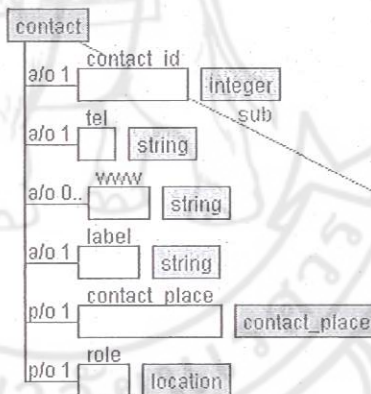 contact
contact_id
a/o 1
integer
sub
tel
a/o 1
string
www
a/o 0..
string
label
a/o 1
string
contact_place
p/o 1
contact_place
role
p/o 1
location